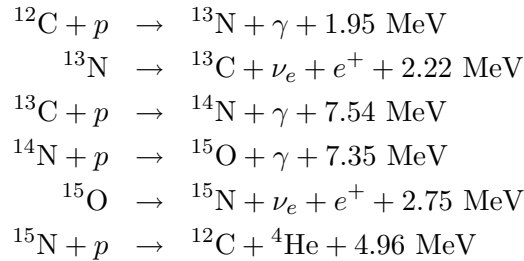 ¹²C + p → ¹³N + γ + 1.95 MeV
¹³N → ¹³C + νₑ + e⁺ + 2.22 MeV
¹³C + p → ¹⁴N + γ + 7.54 MeV
¹⁴N + p → ¹⁵O + γ + 7.35 MeV
¹⁵O → ¹⁵N + νₑ + e⁺ + 2.75 MeV
¹⁵N + p → ¹²C + ⁴He + 4.96 MeV